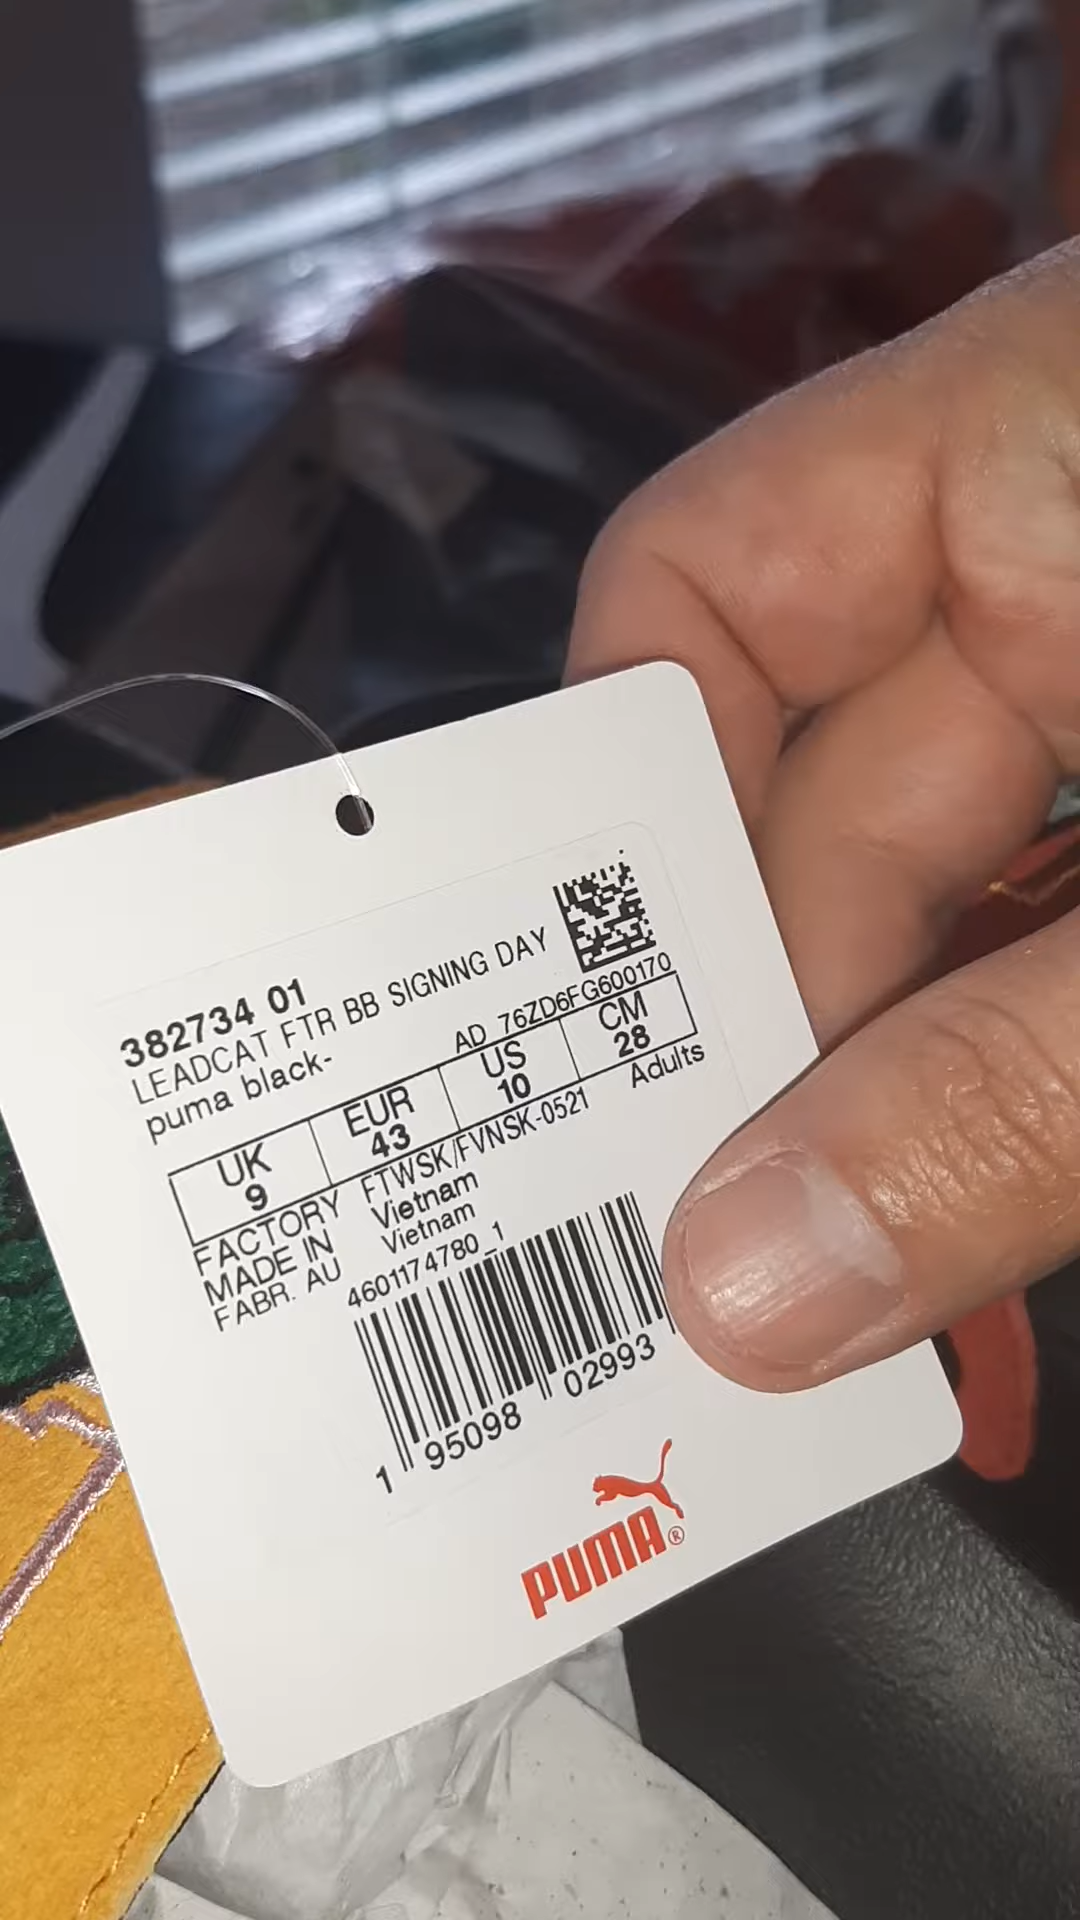 382734 01
LEADCAT FTR BB SIGNING DAY
puma black-
AD 76ZD6FG600170
UK EUR US CM
9 43 10 28
FACTORY FTWSK/FVNSK-0521 Adults
MADE IN Vietnam
FABR. AU Vietnam
4601174780_1
1 95098 02993
PUMA®